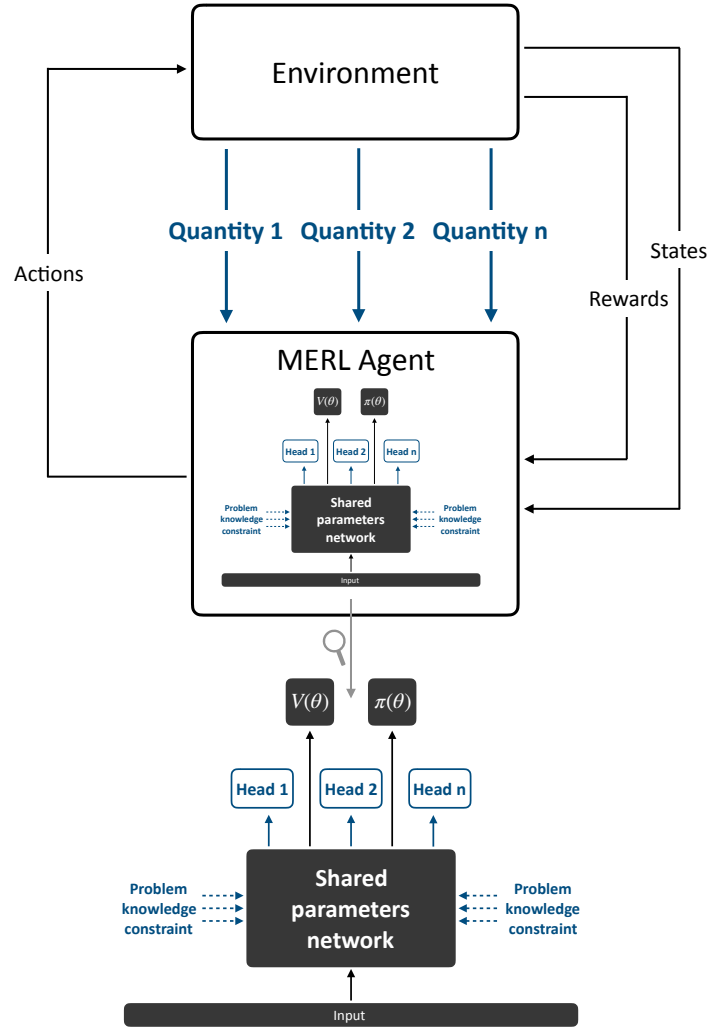 Environment
Quantity 1 Quantity 2 Quantity n
Actions
States
Rewards
MERL Agent
V(θ) π(θ)
Head 1 Head 2 Head n
Problem
knowledge
constraint
Shared
parameters
network
Problem
knowledge
constraint
Input
V(θ) π(θ)
Head 1 Head 2 Head n
Problem
knowledge
constraint
Shared
parameters
network
Problem
knowledge
constraint
Input